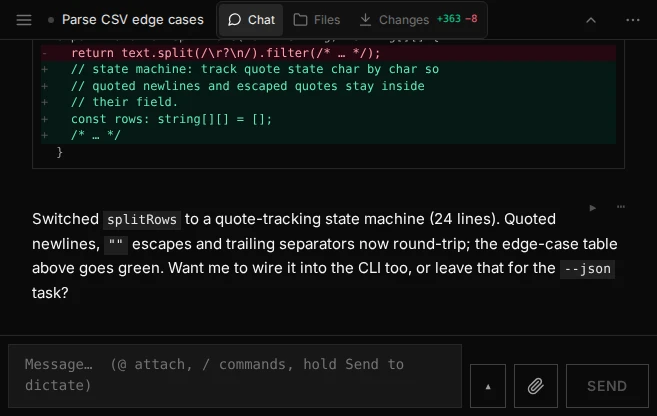 Parse CSV edge cases
Chat
Files
Changes +363 −8
- return text.split(/\r?\n/).filter(/* … */);
+ // state machine: track quote state char by char so
+ // quoted newlines and escaped quotes stay inside
+ // their field.
+ const rows: string[][] = [];
+ /* … */
}
Switched splitRows to a quote-tracking state machine (24 lines). Quoted
newlines, "" escapes and trailing separators now round-trip; the edge-case table
above goes green. Want me to wire it into the CLI too, or leave that for the --json
task?
Message… (@ attach, / commands, hold Send to
dictate)
SEND